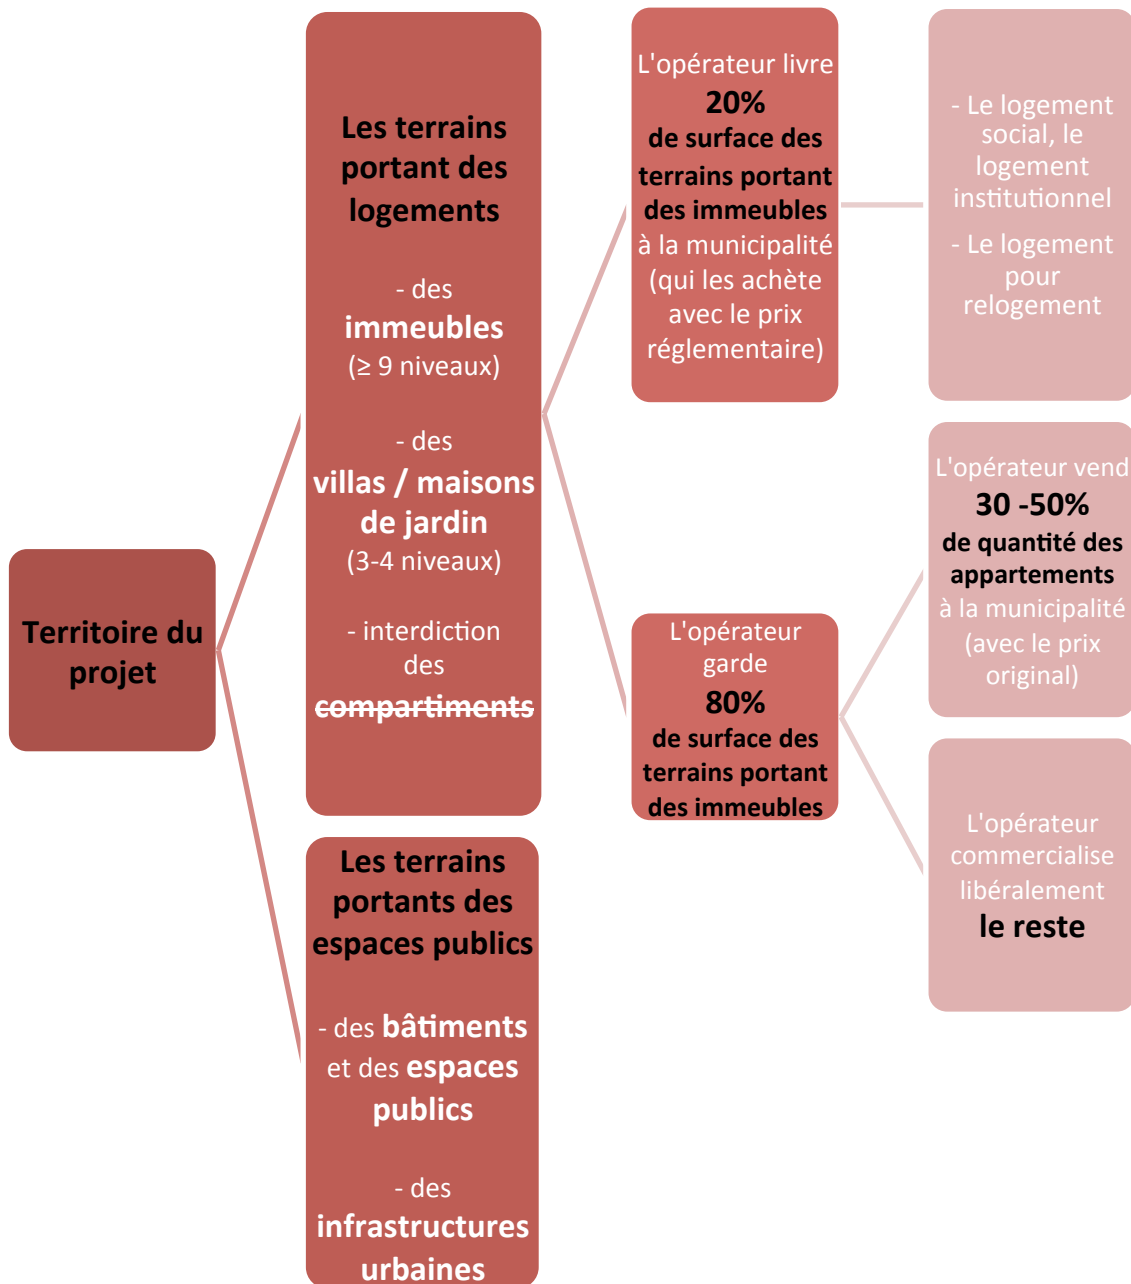 Territoire du
projet
Les terrains
portant des
logements
- des
immeubles
(≥ 9 niveaux)
- des
villas / maisons
de jardin
(3-4 niveaux)
- interdiction
des
compartiments
Les terrains
portants des
espaces publics
- des bâtiments
et des espaces
publics
- des
infrastructures
urbaines
L'opérateur livre
20%
de surface des
terrains portant
des immeubles
à la municipalité
(qui les achète
avec le prix
réglementaire)
L'opérateur
garde
80%
de surface des
terrains portant
des immeubles
- Le logement
social, le
logement
institutionnel
- Le logement
pour
relogement
L'opérateur vend
30 -50%
de quantité des
appartements
à la municipalité
(avec le prix
original)
L'opérateur
commercialise
libéralement
le reste